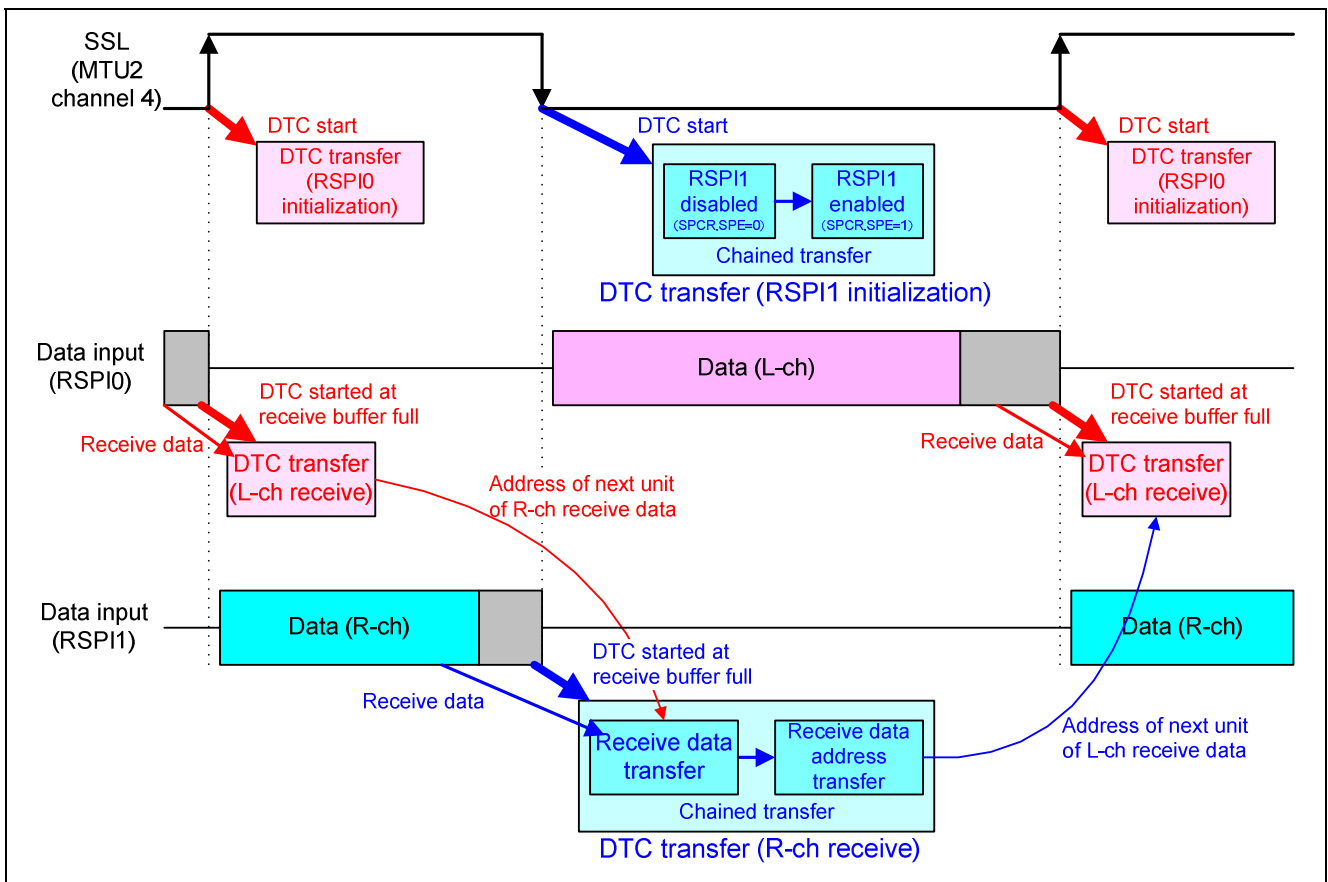 SSL
(MTU2
channel 4)
DTC start
DTC transfer
(RSPI0
initialization)
DTC start
RSPI1
disabled
(SPCR,SPE=0)
RSPI1
enabled
(SPCR,SPE=1)
Chained transfer
DTC transfer (RSPI1 initialization)
DTC start
DTC transfer
(RSPI0
initialization)
Data input
(RSPI0)
Data (L-ch)
DTC started at
receive buffer full
Receive data
DTC transfer
(L-ch receive)
Address of next unit
of R-ch receive data
DTC started at
receive buffer full
Receive data
DTC transfer
(L-ch receive)
Data input
(RSPI1)
Data (R-ch)
Data (R-ch)
DTC started at
receive buffer full
Receive data
Receive data
transfer
Receive data
address
transfer
Chained transfer
DTC transfer (R-ch receive)
Address of next unit
of L-ch receive data